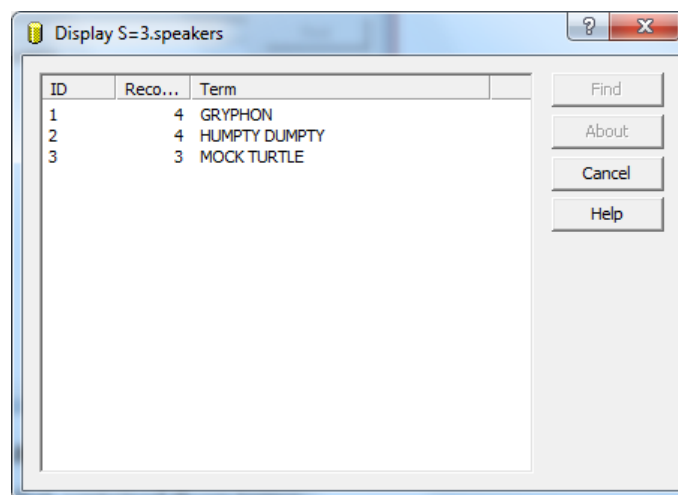 Display S=3.speakers
? X
ID Reco... Term Find
1 4 GRYPHON
2 4 HUMPTY DUMPTY About
3 3 MOCK TURTLE
Cancel
Help